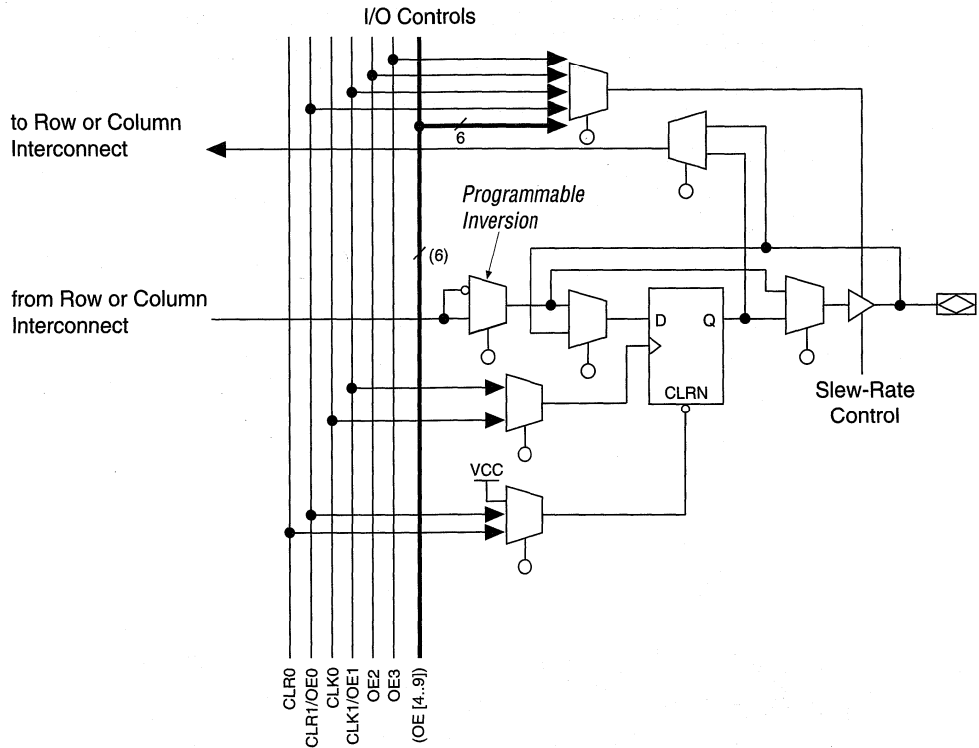 I/O Controls
to Row or Column
Interconnect
6
Programmable
Inversion
(6)
from Row or Column
Interconnect
D
Q
CLRN
Slew-Rate
Control
VCC
CLR0
CLR1/OE0
CLK0
CLK1/OE1
OE2
OE3
(OE [4..9])